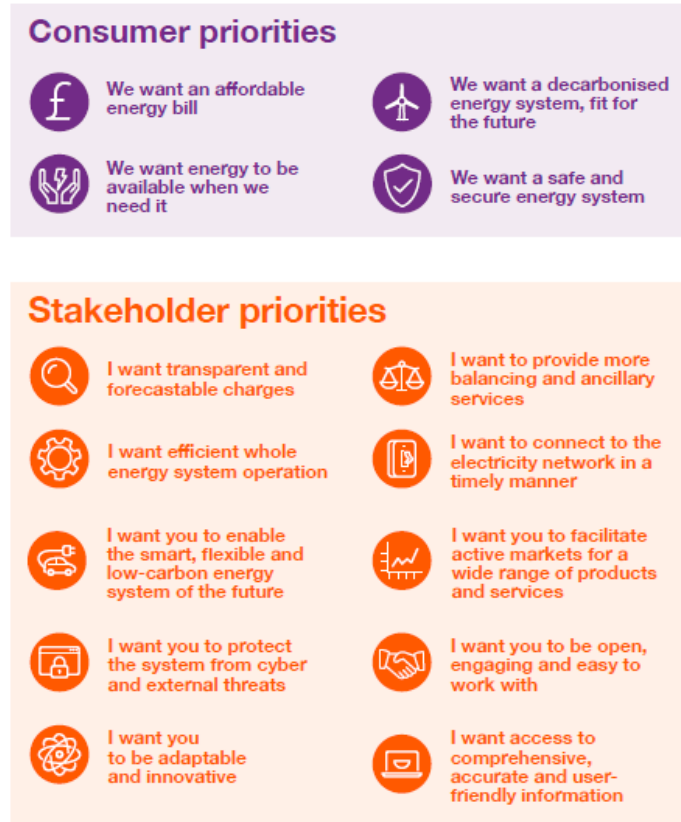 Consumer priorities
£
We want an affordable
energy bill
We want a decarbonised
energy system, fit for
the future
We want energy to be
available when we
need it
We want a safe and
secure energy system
Stakeholder priorities
I want transparent and
forecastable charges
I want to provide more
balancing and ancillary
services
I want efficient whole
energy system operation
I want to connect to the
electricity network in a
timely manner
I want you to enable
the smart, flexible and
low-carbon energy
system of the future
I want you to facilitate
active markets for a
wide range of products
and services
I want you to protect
the system from cyber
and external threats
I want you to be open,
engaging and easy to
work with
I want you
to be adaptable
and innovative
I want access to
comprehensive,
accurate and user-
friendly information